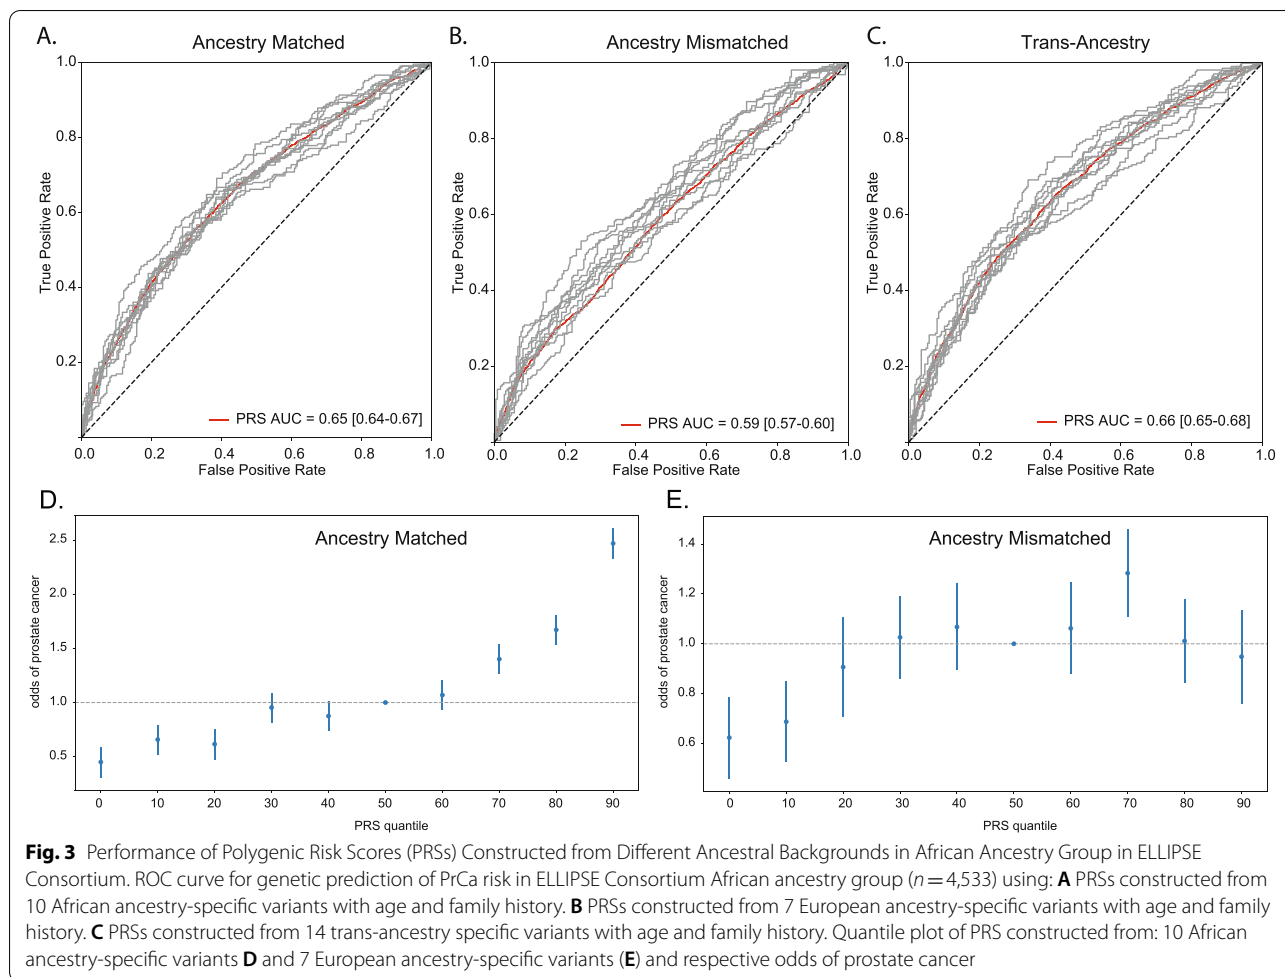 A.
Ancestry Matched
1.0
0.8
0.6
0.4
0.2
True Positive Rate
PRS AUC = 0.65 [0.64-0.67]
0.0 0.2 0.4 0.6 0.8 1.0
False Positive Rate
B.
Ancestry Mismatched
1.0
0.8
0.6
0.4
0.2
True Positive Rate
PRS AUC = 0.59 [0.57-0.60]
0.0 0.2 0.4 0.6 0.8 1.0
False Positive Rate
C.
Trans-Ancestry
1.0
0.8
0.6
0.4
0.2
True Positive Rate
PRS AUC = 0.66 [0.65-0.68]
0.0 0.2 0.4 0.6 0.8 1.0
False Positive Rate
D.
Ancestry Matched
2.5
2.0
1.5
1.0
0.5
odds of prostate cancer
0 10 20 30 40 50 60 70 80 90
PRS quantile
E.
Ancestry Mismatched
1.4
1.2
1.0
0.8
0.6
odds of prostate cancer
0 10 20 30 40 50 60 70 80 90
PRS quantile
Fig. 3 Performance of Polygenic Risk Scores (PRSs) Constructed from Different Ancestral Backgrounds in African Ancestry Group in ELLIPSE
Consortium. ROC curve for genetic prediction of PrCa risk in ELLIPSE Consortium African ancestry group (n = 4,533) using: A PRSs constructed from
10 African ancestry-specific variants with age and family history. B PRSs constructed from 7 European ancestry-specific variants with age and family
history. C PRSs constructed from 14 trans-ancestry specific variants with age and family history. Quantile plot of PRS constructed from: 10 African
ancestry-specific variants D and 7 European ancestry-specific variants (E) and respective odds of prostate cancer